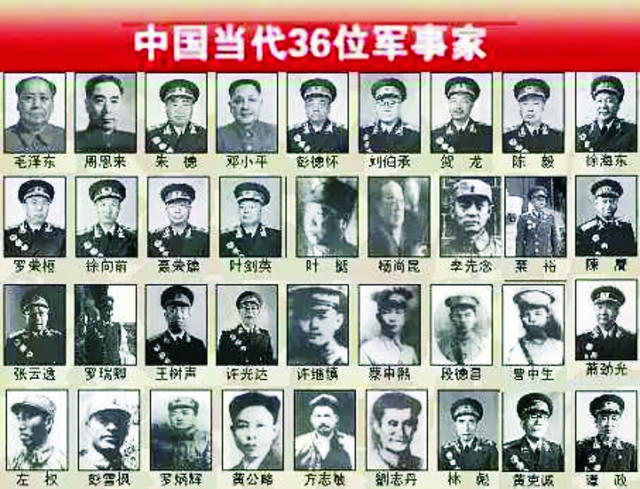 中国当代36位军事家
毛泽东 周恩来 朱德 邓小平 彭德怀 刘伯承 贺龙 陈毅 徐海东
罗荣桓 徐向前 聂荣臻 叶剑英 叶挺 杨尚昆 李先念 粟裕 陈赓
张云逸 罗瑞卿 王树声 许光达 许继慎 蔡申熙 段德昌 曾中生 萧劲光
左权 彭雪枫 罗炳辉 黄公略 方志敏 劉志丹 林彪 黄克诚 谭政